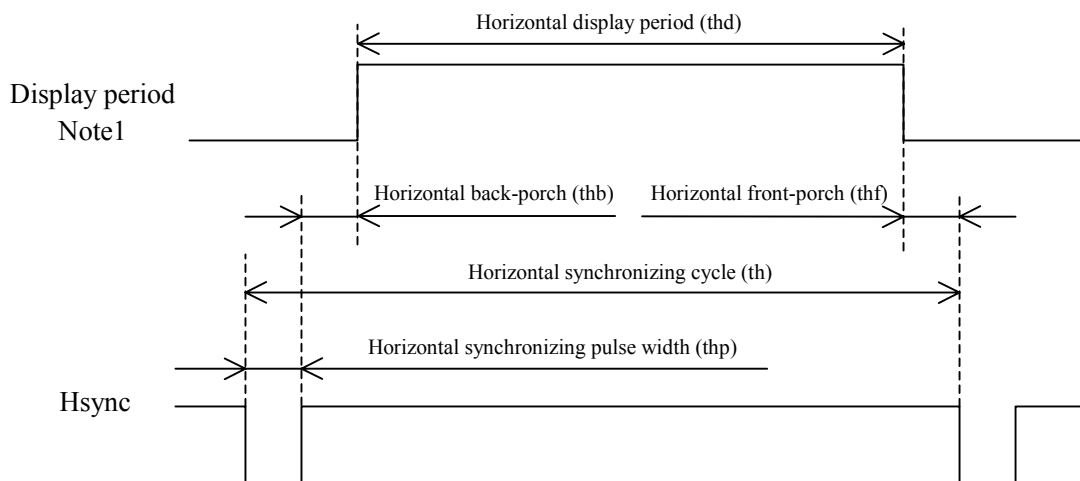 Horizontal display period (thd)
Display period
Note1
Horizontal back-porch (thb)
Horizontal front-porch (thf)
Horizontal synchronizing cycle (th)
Horizontal synchronizing pulse width (thp)
Hsync